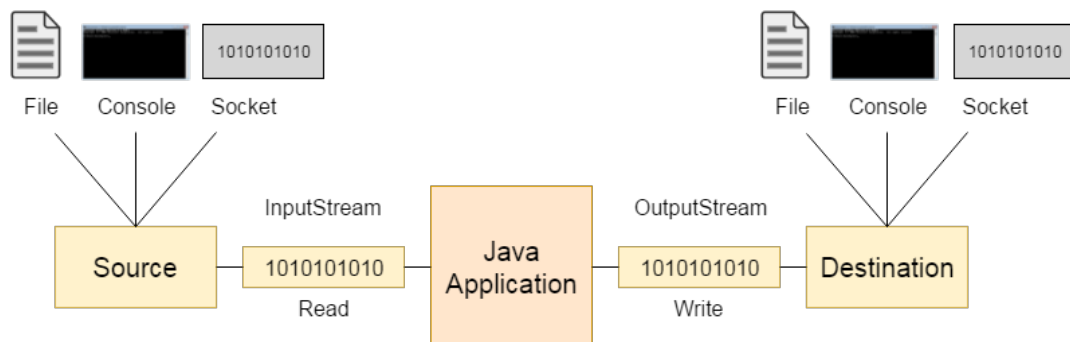 1010101010
1010101010
File
Console
Socket
File
Console
Socket
InputStream
OutputStream
Source
1010101010
Java
Application
1010101010
Destination
Read
Write